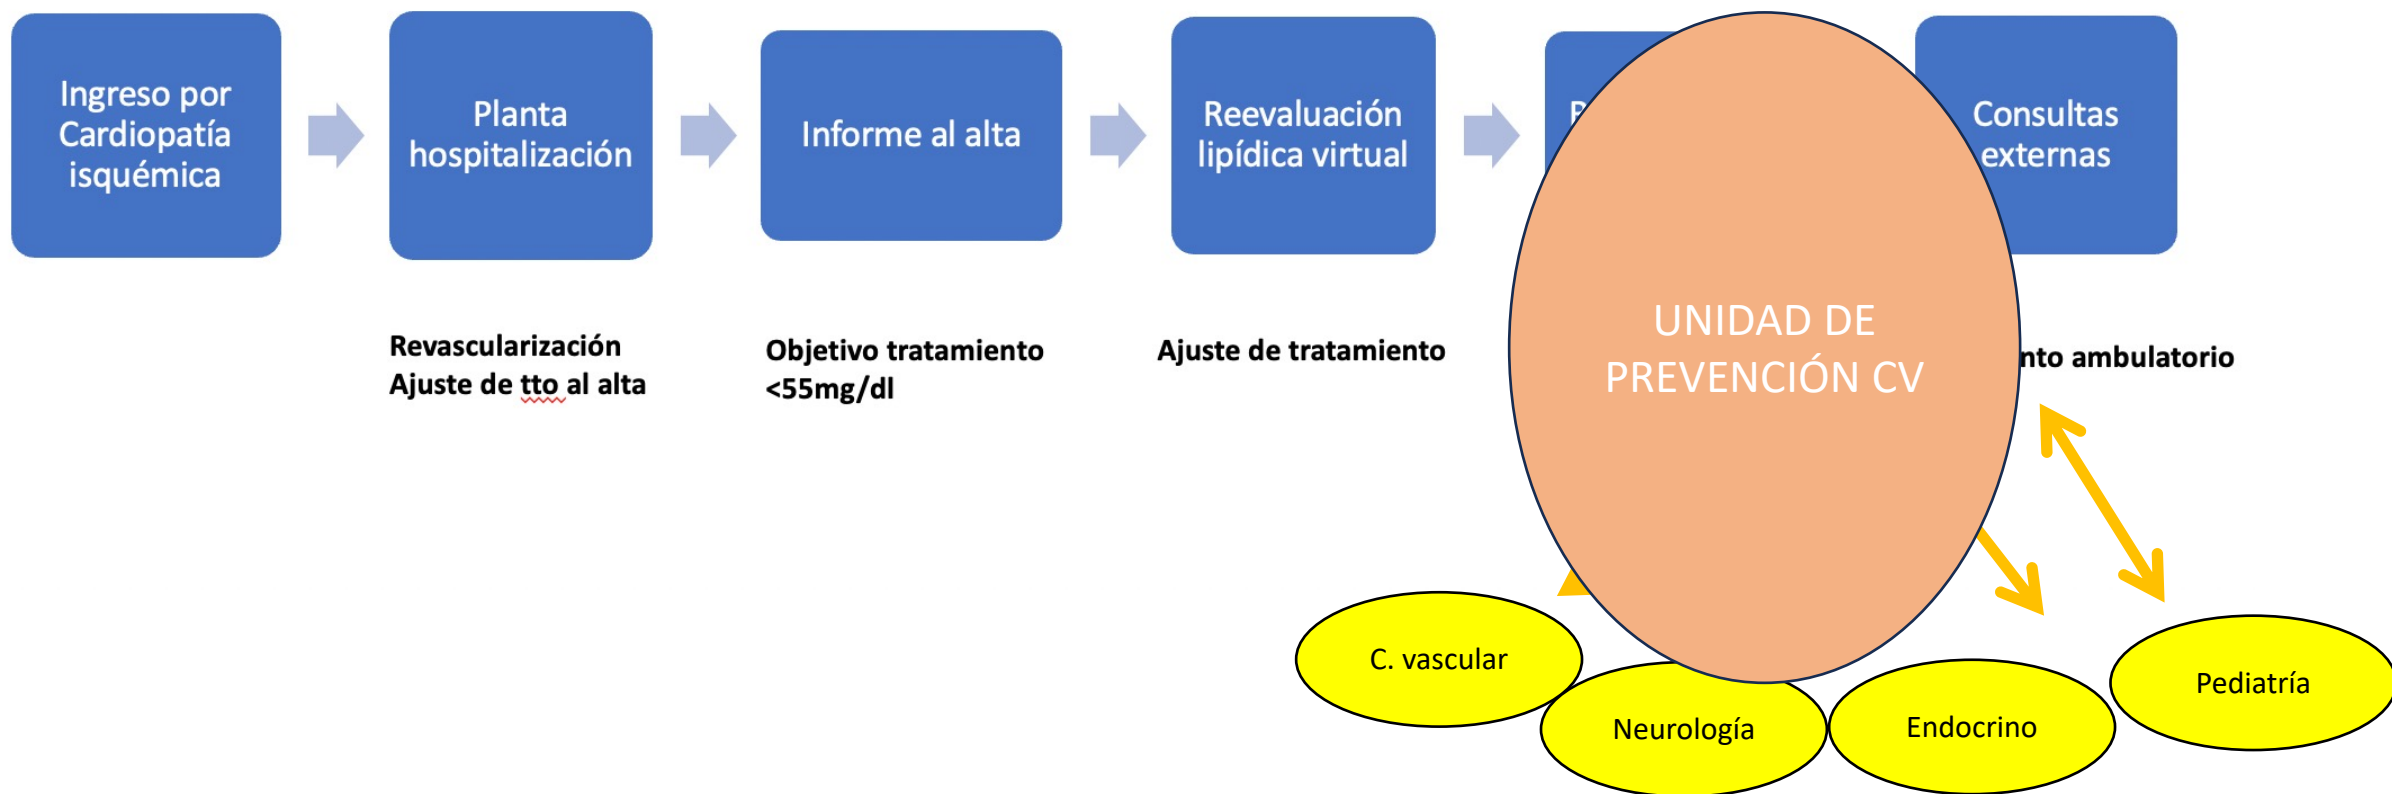 Ingreso por
Cardiopatía
isquémica
Planta
hospitalización
Informe al alta
Reevaluación
lipídica virtual
Consultas
externas
Revascularización
Ajuste de tto al alta
Objetivo tratamiento
<55mg/dl
Ajuste de tratamiento
UNIDAD DE
PREVENCIÓN CV
nto ambulatorio
C. vascular
Neurología
Endocrino
Pediatría